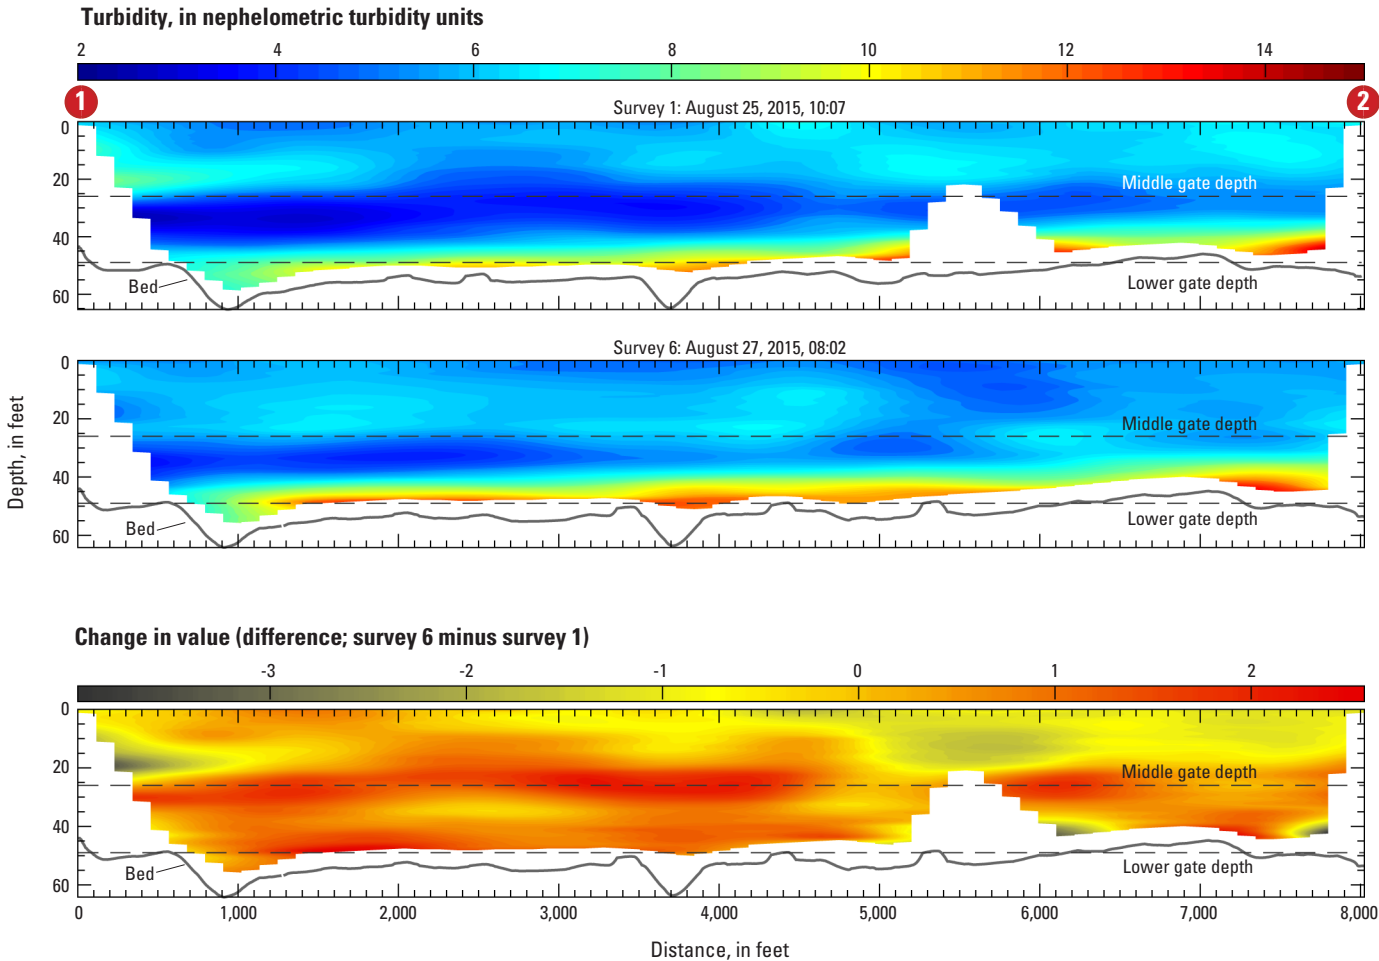 Turbidity, in nephelometric turbidity units
2 4 6 8 10 12 14
1 2
Survey 1: August 25, 2015, 10:07
0
20
40
60
Middle gate depth
Lower gate depth
Bed
Survey 6: August 27, 2015, 08:02
0
20
40
60
Middle gate depth
Lower gate depth
Bed
Depth, in feet
Change in value (difference; survey 6 minus survey 1)
-3 -2 -1 0 1 2
0
20
40
60
Middle gate depth
Lower gate depth
Bed
0 1,000 2,000 3,000 4,000 5,000 6,000 7,000 8,000
Distance, in feet